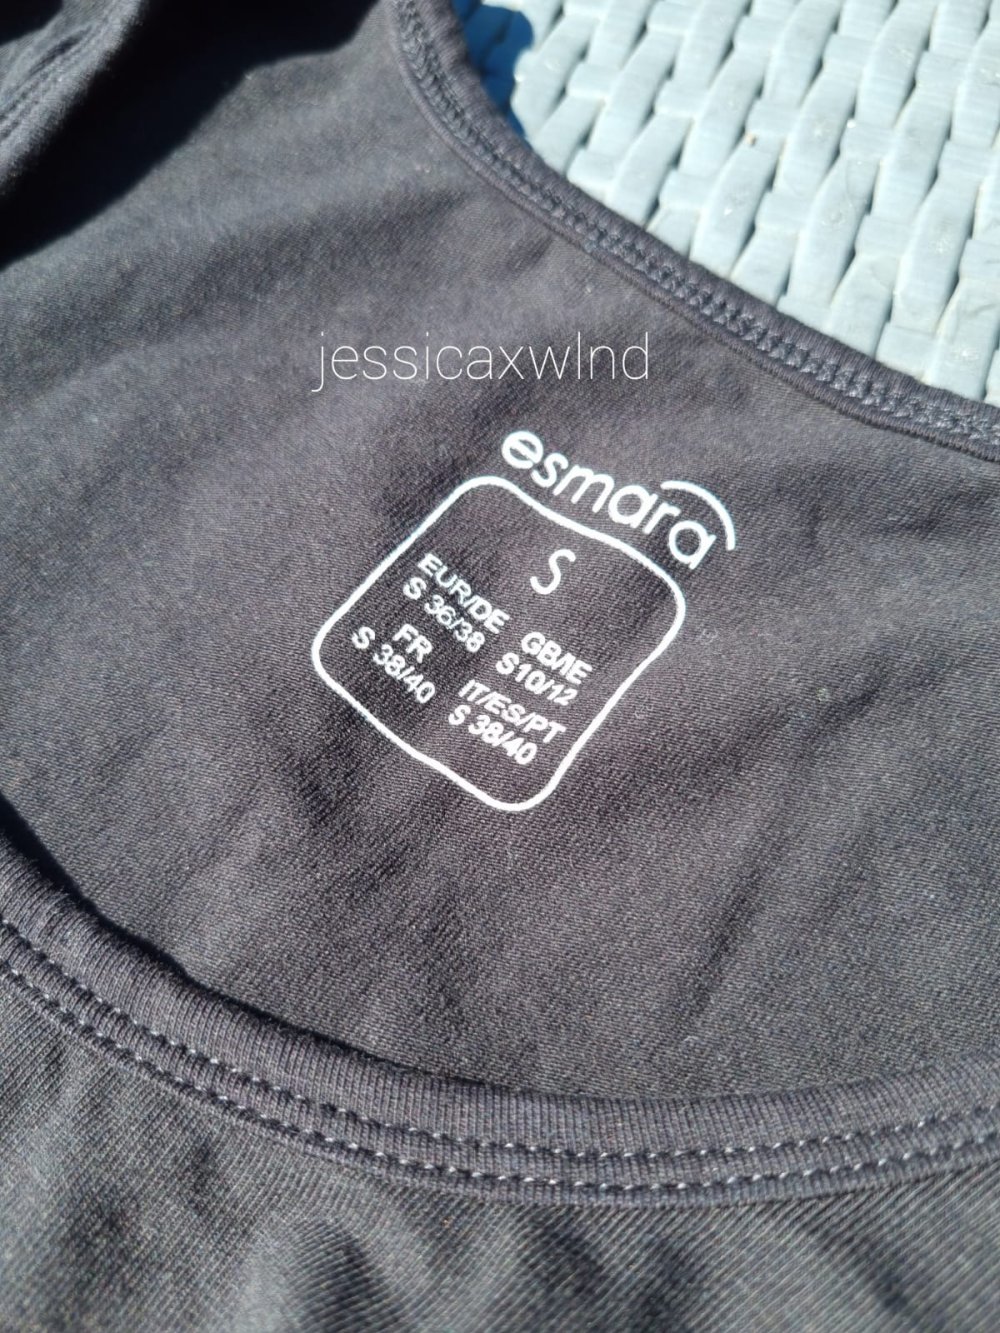 jessicaxwlnd
esmara
S
EUR/DE
S 36/38
GB/IE
S10/12
FR
S 38/40
IT/ES/PT
S 38/40